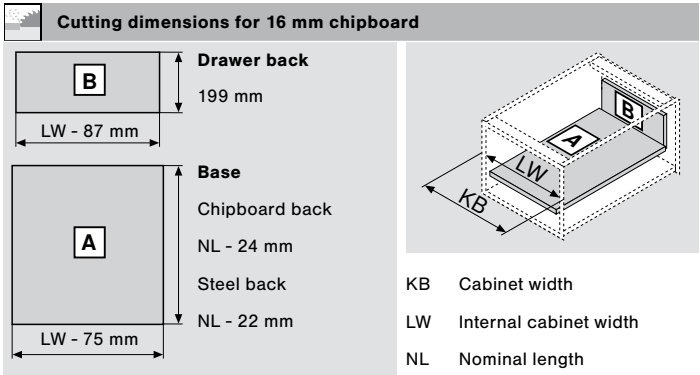 Cutting dimensions for 16 mm chipboard
B
LW - 87 mm
Drawer back
199 mm
A
LW - 75 mm
Base
Chipboard back
NL - 24 mm
Steel back
NL - 22 mm
B
A
LW
KB
KB Cabinet width
LW Internal cabinet width
NL Nominal length